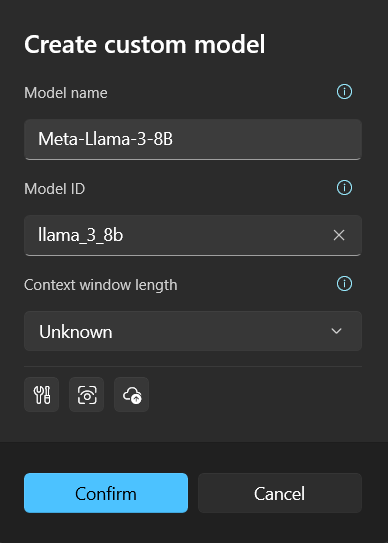 Create custom model
Model name
Meta-Llama-3-8B
Model ID
llama_3_8b
Context window length
Unknown
Confirm
Cancel